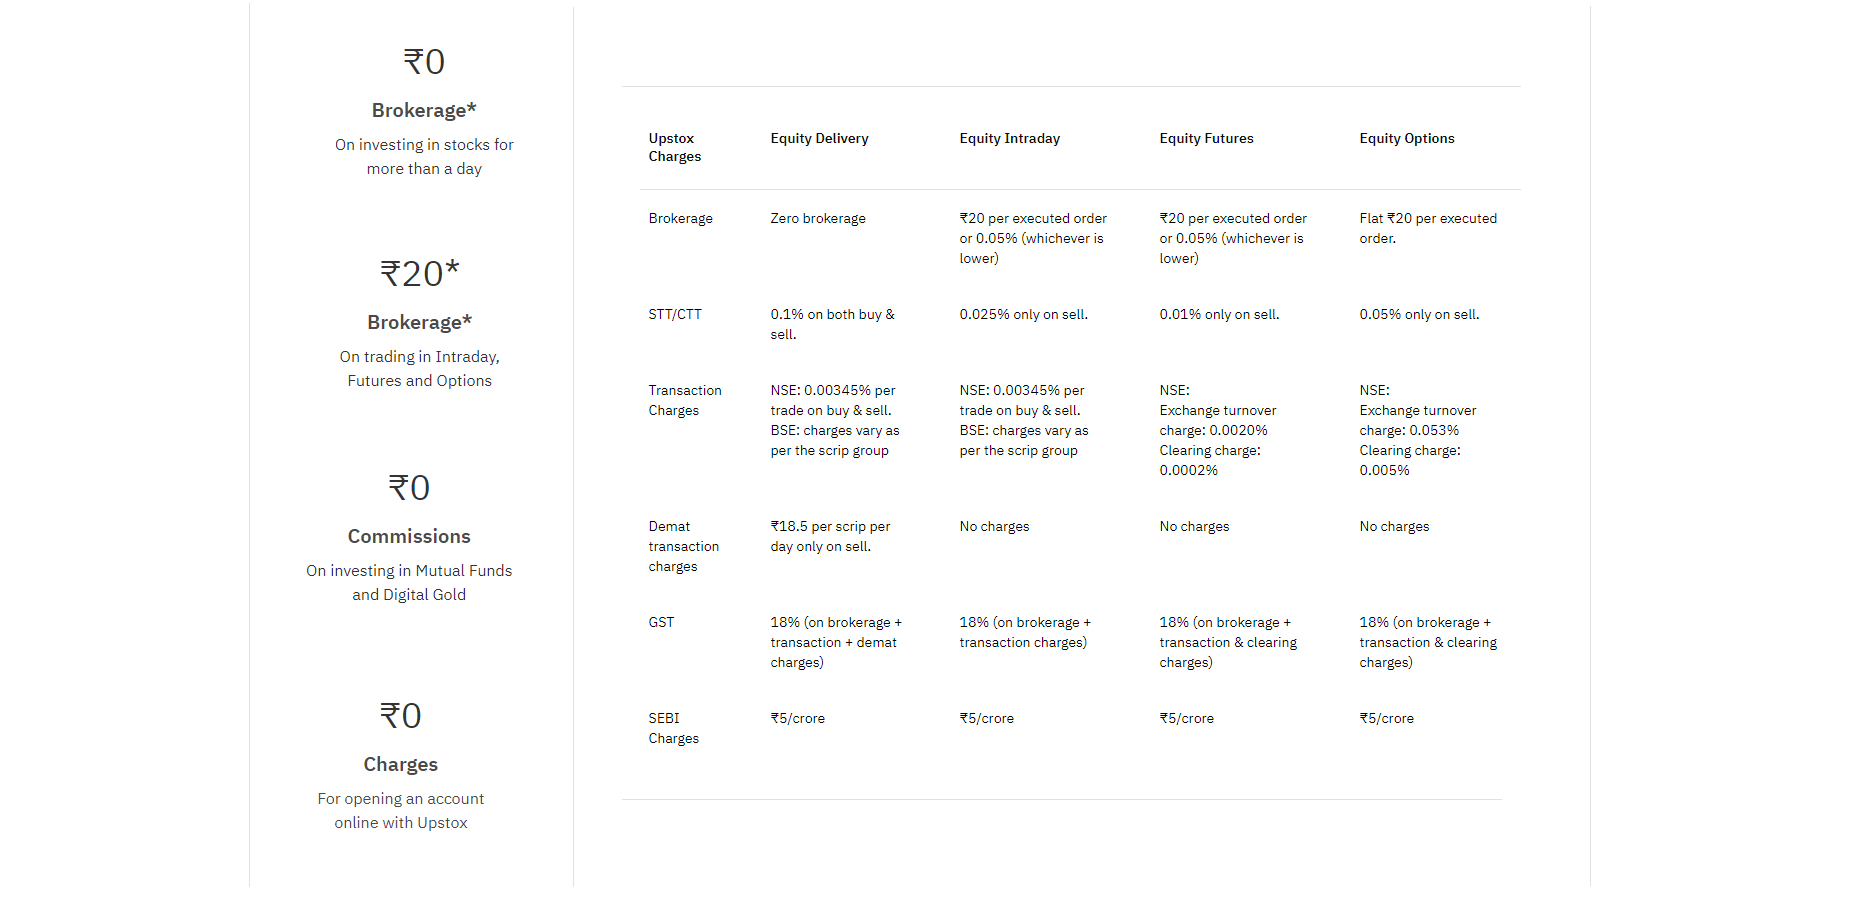 ₹0
Brokerage*
On investing in stocks for
more than a day
₹20*
Brokerage*
On trading in Intraday,
Futures and Options
₹0
Commissions
On investing in Mutual Funds
and Digital Gold
₹0
Charges
For opening an account
online with Upstox
Upstox
Charges
Equity Delivery
Equity Intraday
Equity Futures
Equity Options
Brokerage
Zero brokerage
₹20 per executed order
or 0.05% (whichever is
lower)
₹20 per executed order
or 0.05% (whichever is
lower)
Flat ₹20 per executed
order.
STT/CTT
0.1% on both buy &
sell.
0.025% only on sell.
0.01% only on sell.
0.05% only on sell.
Transaction
Charges
NSE: 0.00345% per
trade on buy & sell.
BSE: charges vary as
per the scrip group
NSE: 0.00345% per
trade on buy & sell.
BSE: charges vary as
per the scrip group
NSE:
Exchange turnover
charge: 0.0020%
Clearing charge:
0.0002%
NSE:
Exchange turnover
charge: 0.053%
Clearing charge:
0.005%
Demat
transaction
charges
₹18.5 per scrip per
day only on sell.
No charges
No charges
No charges
GST
18% (on brokerage +
transaction + demat
charges)
18% (on brokerage +
transaction charges)
18% (on brokerage +
transaction & clearing
charges)
18% (on brokerage +
transaction & clearing
charges)
SEBI
Charges
₹5/crore
₹5/crore
₹5/crore
₹5/crore